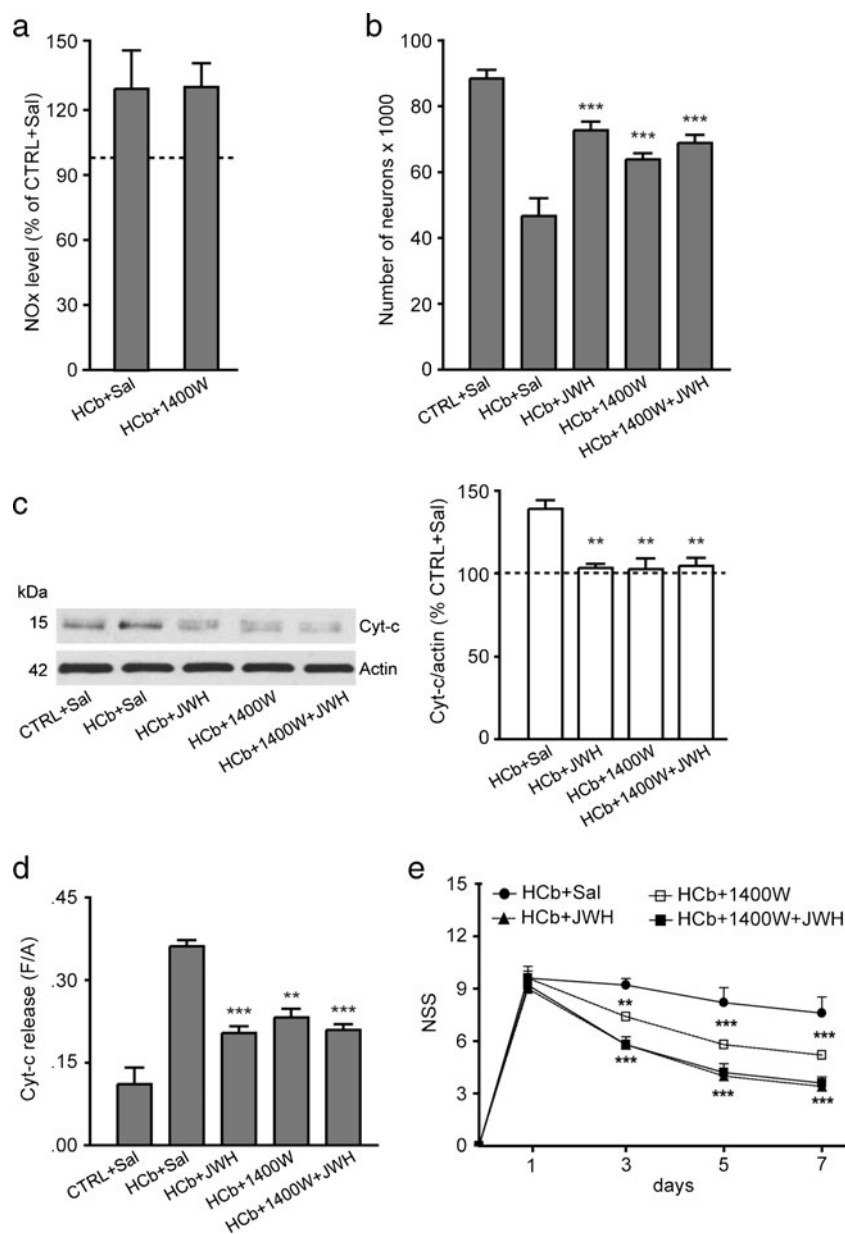 a
NOx level (% of CTRL+Sal)
150
120
90
60
30
0
HCb+Sal
HCb+1400W
b
Number of neurons x 1000
100
80
60
40
20
0
***
***
***
CTRL+Sal
HCb+Sal
HCb+JWH
HCb+1400W
HCb+1400W+JWH
c
kDa
15
Cyt-c
42
Actin
CTRL+Sal
HCb+Sal
HCb+JWH
HCb+1400W
HCb+1400W+JWH
Cyt-c/actin (% CTRL+Sal)
150
100
50
0
**
**
**
HCb+Sal
HCb+JWH
HCb+1400W
HCb+1400W+JWH
d
Cyt-c release (F/A)
.45
.30
.15
.00
***
**
***
CTRL+Sal
HCb+Sal
HCb+JWH
HCb+1400W
HCb+1400W+JWH
e
NSS
15
12
9
6
3
0
HCb+Sal
HCb+1400W
HCb+JWH
HCb+1400W+JWH
**
***
***
***
***
***
1
3
5
7
days